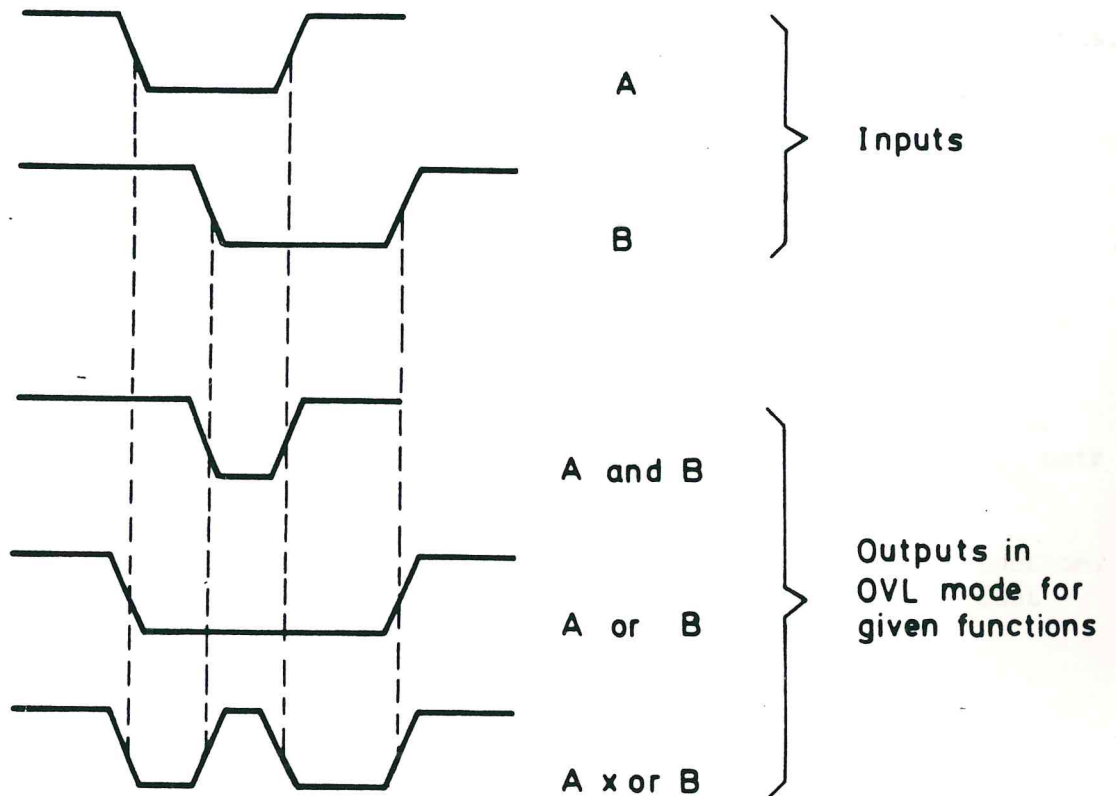 A
Inputs
B
A and B
Outputs in
OVL mode for
given functions
A or B
A xor B